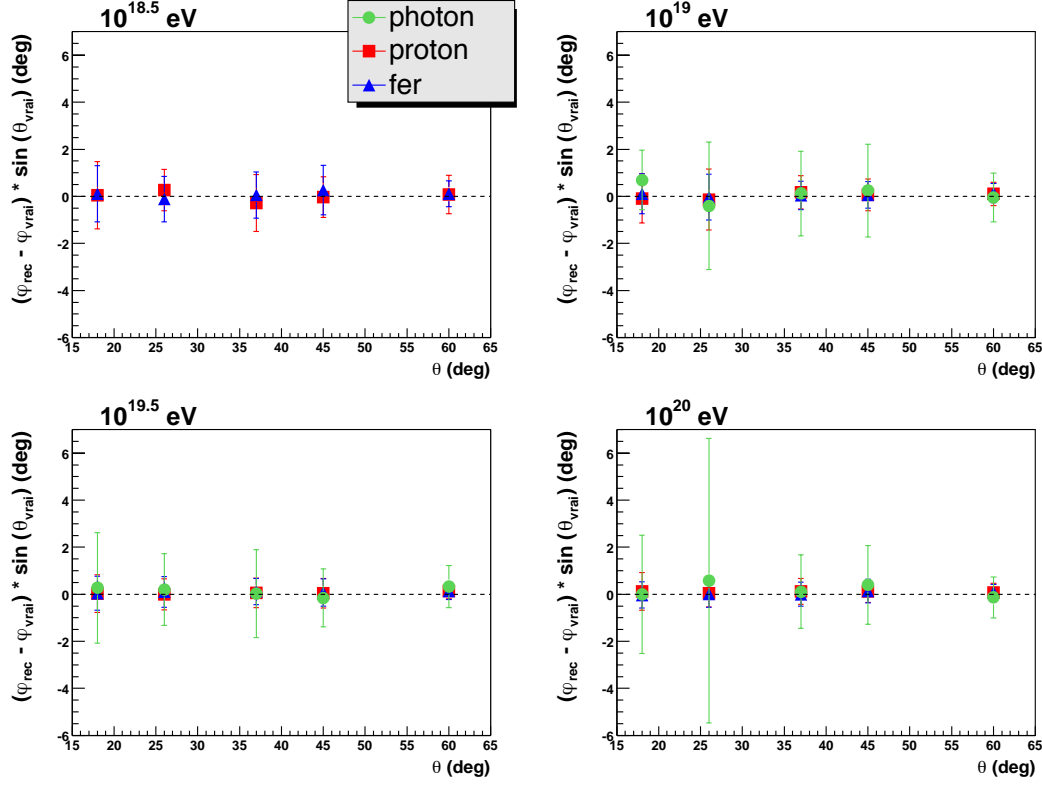 10^18.5 eV
photon
proton
fer
(φrec - φvrai) * sin (θvrai) (deg)
6
4
2
0
-2
-4
-6
15 20 25 30 35 40 45 50 55 60 65
θ (deg)
10^19 eV
(φrec - φvrai) * sin (θvrai) (deg)
6
4
2
0
-2
-4
-6
15 20 25 30 35 40 45 50 55 60 65
θ (deg)
10^19.5 eV
(φrec - φvrai) * sin (θvrai) (deg)
6
4
2
0
-2
-4
-6
15 20 25 30 35 40 45 50 55 60 65
θ (deg)
10^20 eV
(φrec - φvrai) * sin (θvrai) (deg)
6
4
2
0
-2
-4
-6
15 20 25 30 35 40 45 50 55 60 65
θ (deg)